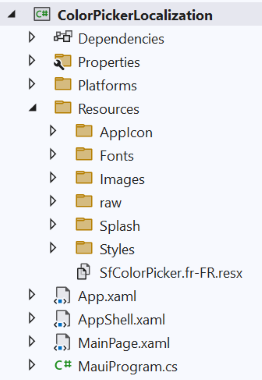 C# ColorPickerLocalization
Dependencies
Properties
Platforms
Resources
AppIcon
Fonts
Images
raw
Splash
Styles
SfColorPicker.fr-FR.resx
App.xaml
AppShell.xaml
MainPage.xaml
C# MauiProgram.cs